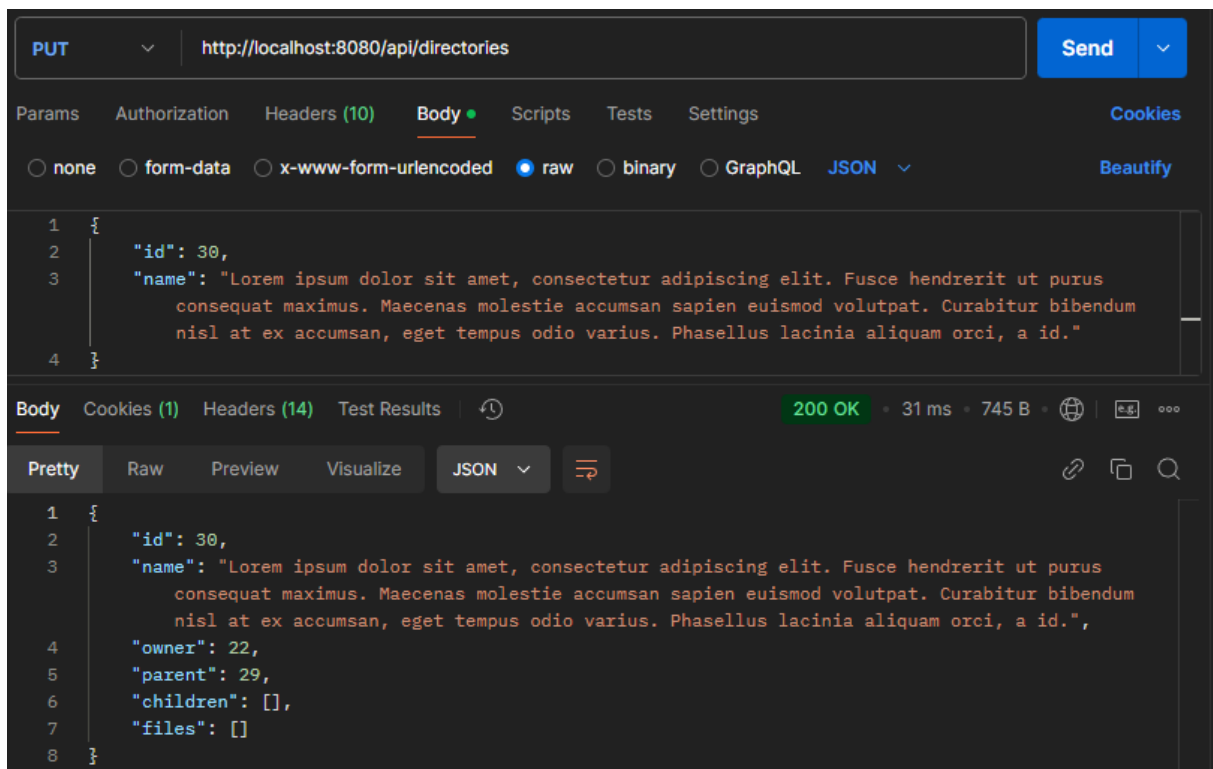 PUT http://localhost:8080/api/directories Send
Params Authorization Headers (10) Body Scripts Tests Settings Cookies
none form-data x-www-form-urlencoded raw binary GraphQL JSON Beautify
1 {
2 "id": 30,
3 "name": "Lorem ipsum dolor sit amet, consectetur adipiscing elit. Fusce hendrerit ut purus
consequat maximus. Maecenas molestie accumsan sapien euismod volutpat. Curabitur bibendum
nisl at ex accumsan, eget tempus odio varius. Phasellus lacinia aliquam orci, a id."
4 }
Body Cookies (1) Headers (14) Test Results 200 OK 31 ms 745 B e.g.
Pretty Raw Preview Visualize JSON
1 {
2 "id": 30,
3 "name": "Lorem ipsum dolor sit amet, consectetur adipiscing elit. Fusce hendrerit ut purus
consequat maximus. Maecenas molestie accumsan sapien euismod volutpat. Curabitur bibendum
nisl at ex accumsan, eget tempus odio varius. Phasellus lacinia aliquam orci, a id.",
4 "owner": 22,
5 "parent": 29,
6 "children": [],
7 "files": []
8 }